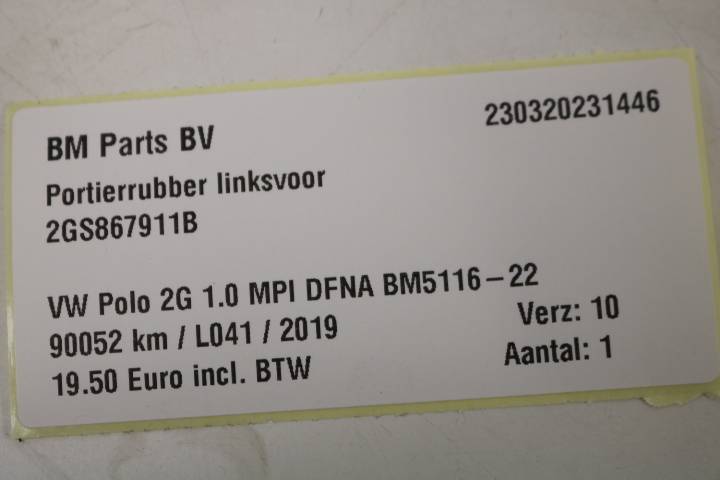 BM Parts BV
230320231446
Portierrubber linksvoor
2GS867911B
VW Polo 2G 1.0 MPI DFNA BM5116-22
90052 km / L041 / 2019
Verz: 10
19.50 Euro incl. BTW
Aantal: 1